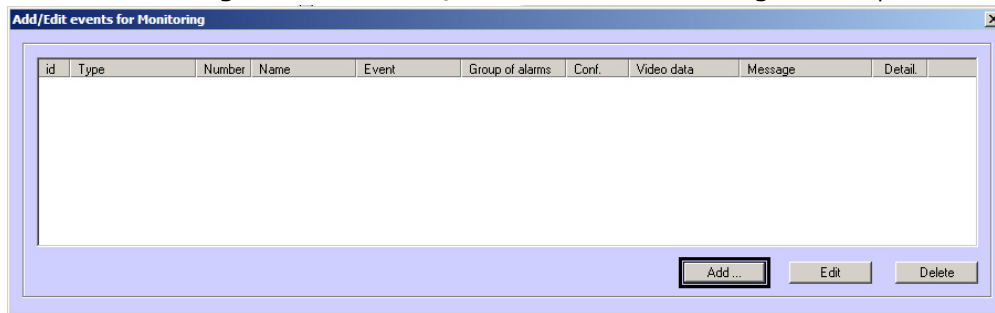 Add/Edit events for Monitoring
id Type Number Name Event Group of alarms Conf. Video data Message Detail.
Add ... Edit Delete